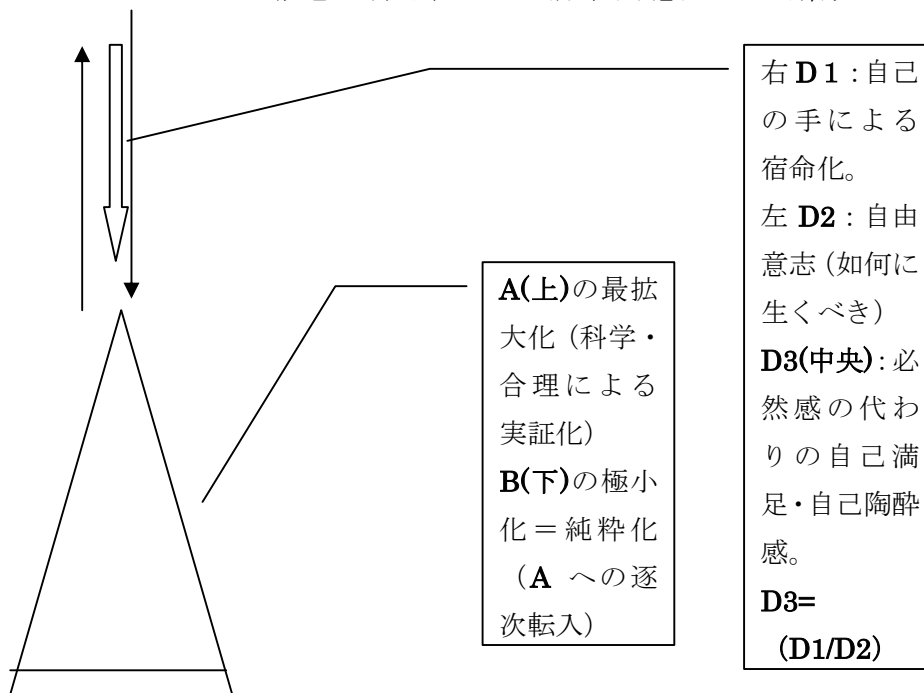 右 D1：自己
の手による
宿命化。
左 D2：自由
意志（如何に
生くべき）
D3(中央)：必
然感の代わ
りの自己満
足・自己陶酔
感。
D3=
（D1/D2）
A(上)の最拡
大化（科学・
合理による
実証化）
B(下)の極小
化＝純粋化
（A への逐
次転入）